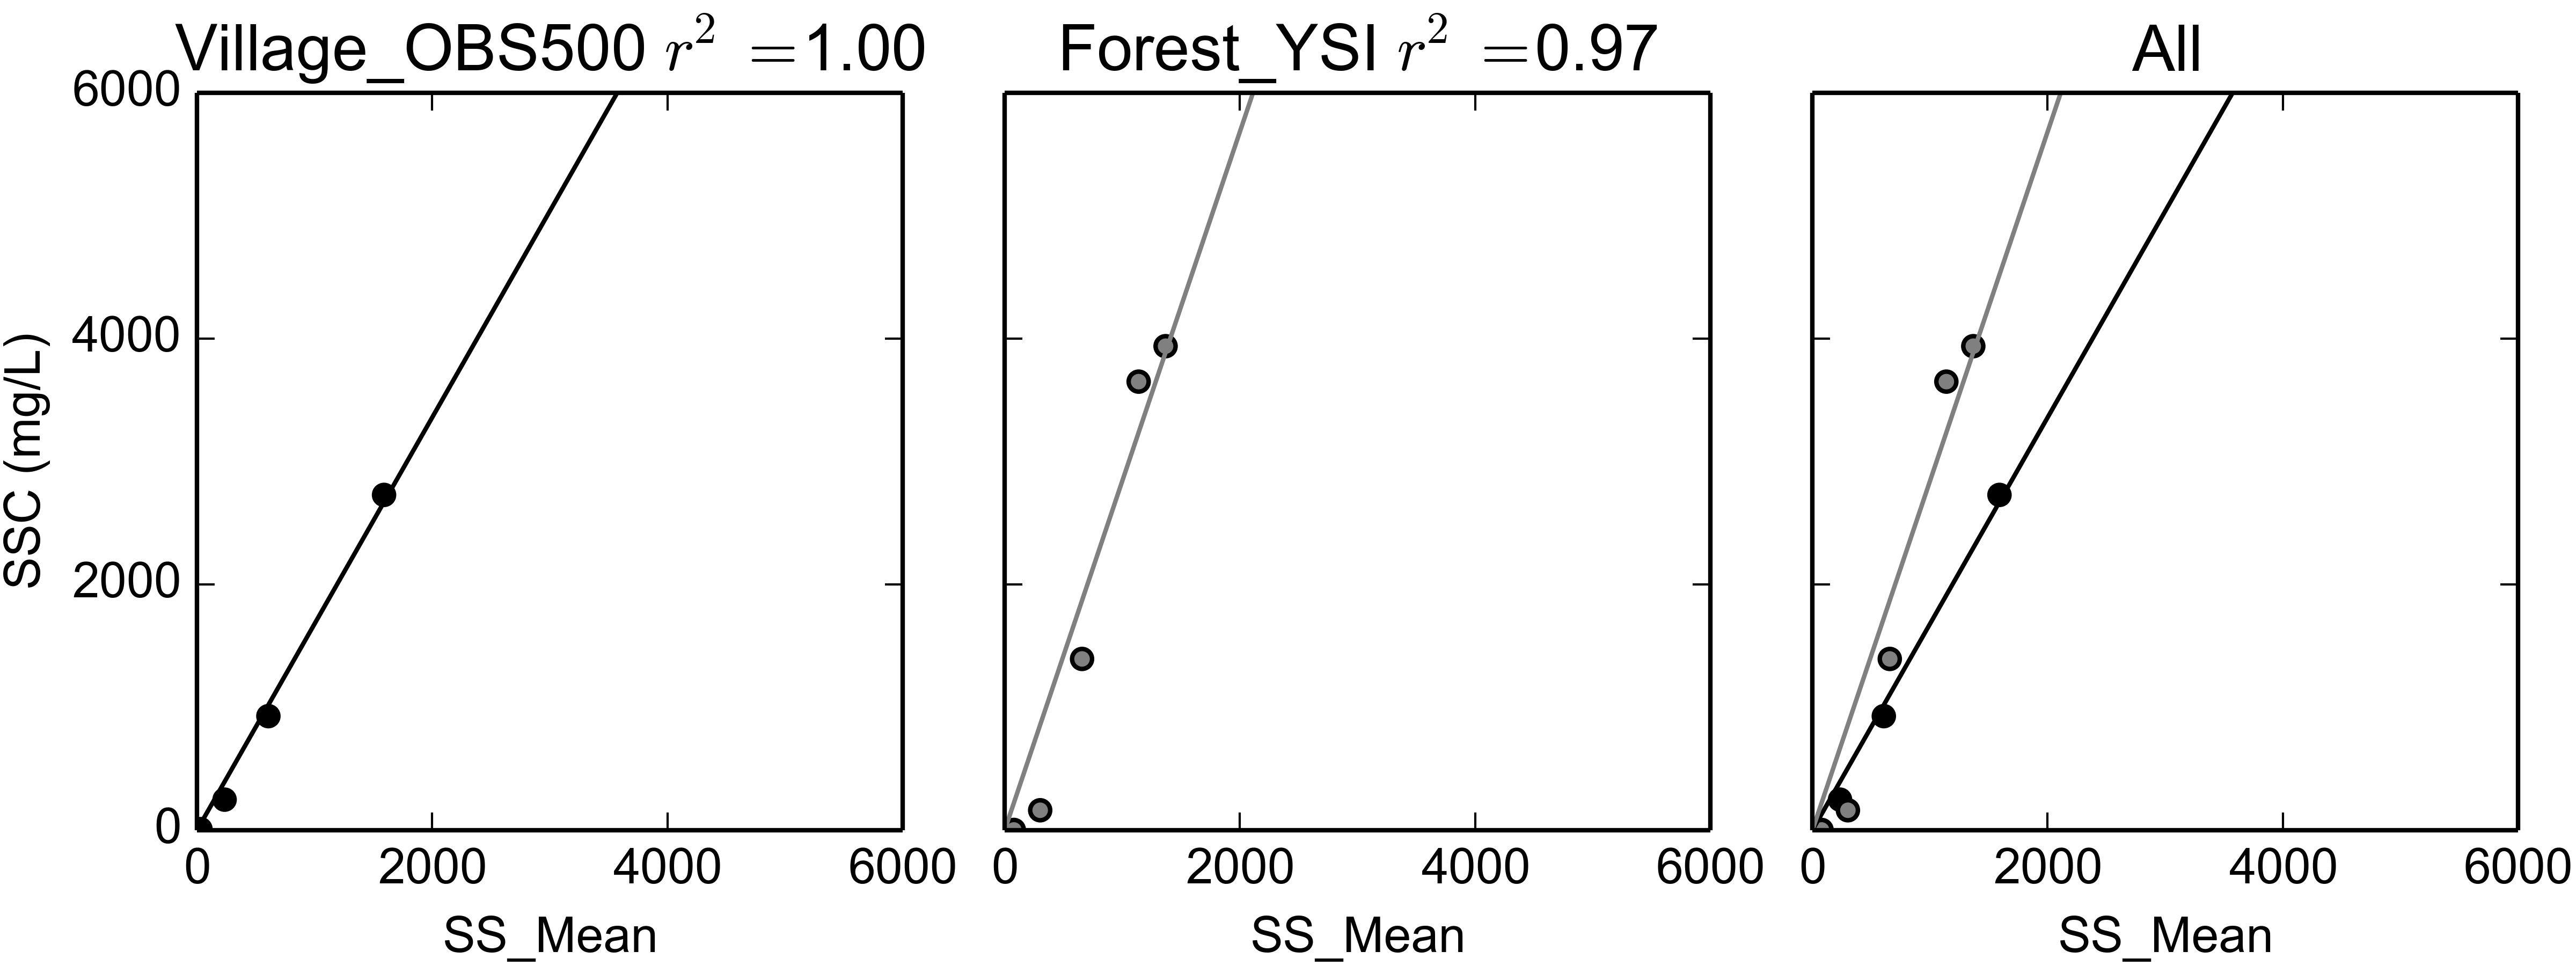 Village_OBS500 r² =1.00
Forest_YSI r² =0.97
All
SSC (mg/L)
6000
4000
2000
0
0 2000 4000 6000
0 2000 4000 6000
0 2000 4000 6000
SS_Mean
SS_Mean
SS_Mean